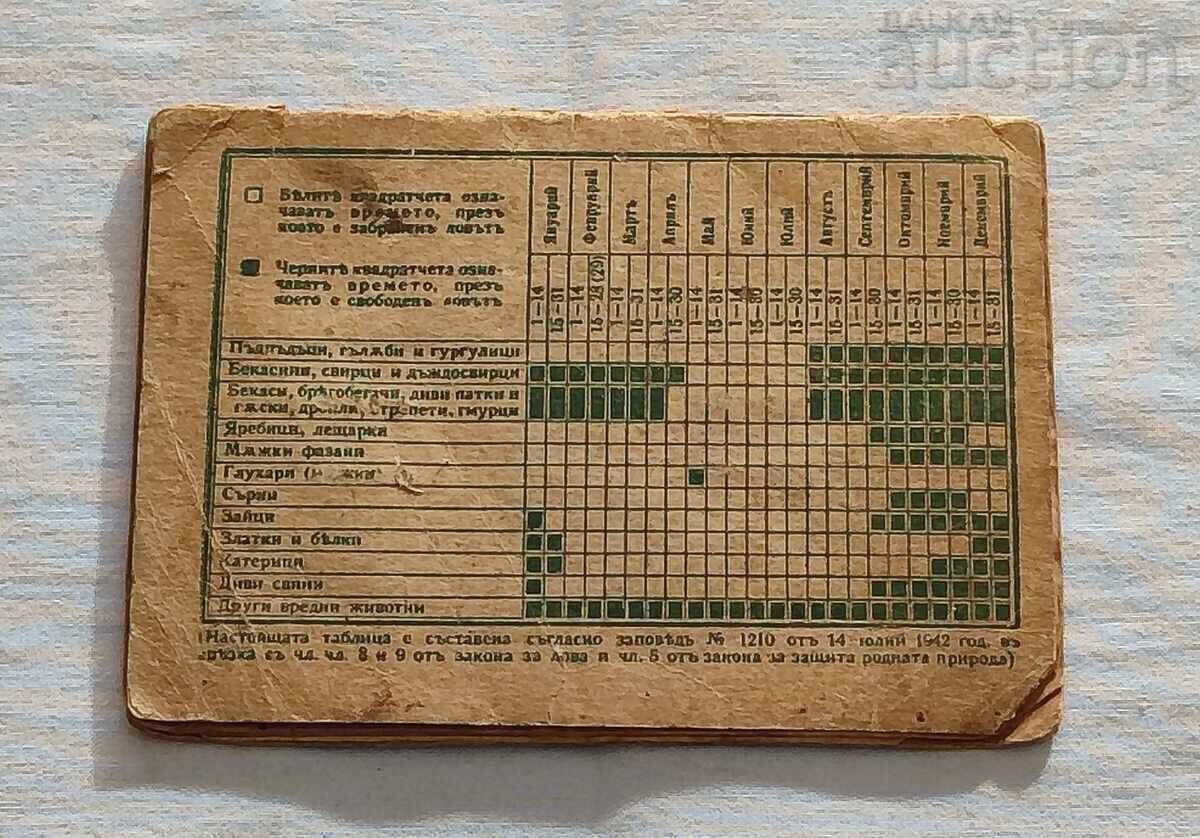 BALKAN
auction
Бѣлитѣ квадратчета озна-
чаватъ времето, презъ
което е забраненъ ловътъ
Чернитѣ квадратчета озна-
чаватъ времето, презъ
което е свободенъ ловътъ
Януарий
Февруарий
Мартъ
Априлъ
Май
Юний
Юлий
Августъ
Септемврий
Октомврий
Ноемврий
Декемврий
1–14
15–31
1–14
15–28 (29)
1–14
15–31
1–14
15–30
1–14
15–31
1–14
15–30
1–14
15–30
1–14
15–31
1–14
15–30
1–14
15–31
1–14
15–30
1–14
15–31
Пъдпъдъци, гѫлѫби и гургулици
Бекасини, свирци и дъждосвирци
Бекаси, брѣгобегачи, диви патки и
гѫски, дропли, стрепети, гмурци
Яребици, лещарки
Мѫжки фазани
Глухари
Сърни
Зайци
Златки и бѣлки
Катерици
Диви свини
Други вредни животни
(Настоящата таблица е съставена съгласно заповѣдь № 1210 отъ 14 юлий 1942 год. въ
връзка съ чл. чл. 8 и 9 отъ закона за лова и чл. 5 отъ закона за защита родната природа)